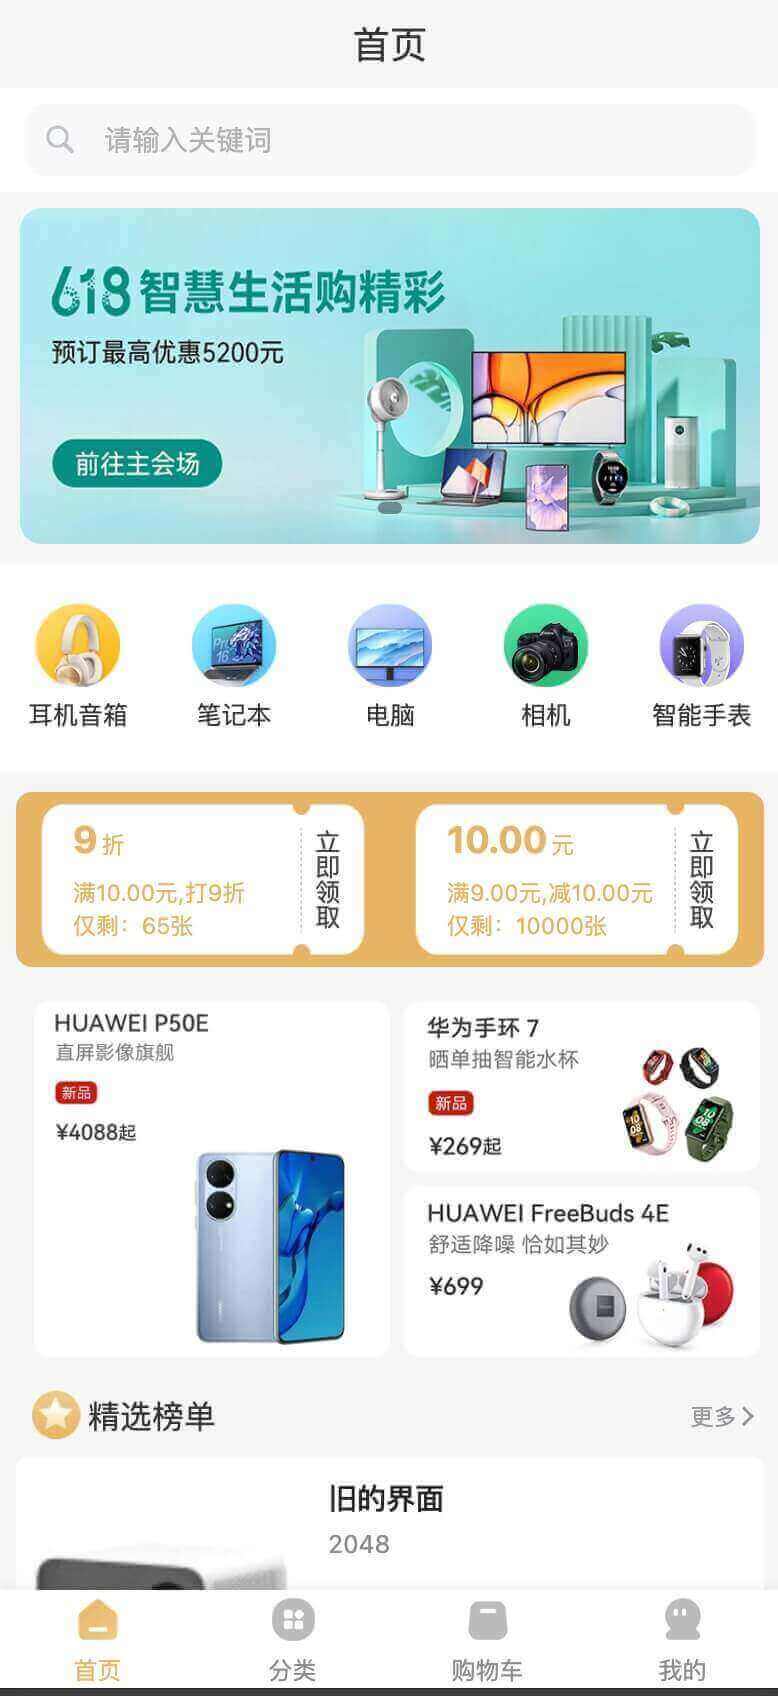 首页
请输入关键词
618智慧生活购精彩
预订最高优惠5200元
前往主会场
耳机音箱
笔记本
电脑
相机
智能手表
9折
满10.00元,打9折
仅剩：65张
立即领取
10.00元
满9.00元,减10.00元
仅剩：10000张
立即领取
HUAWEI P50E
直屏影像旗舰
新品
¥4088起
华为手环 7
晒单抽智能水杯
新品
¥269起
HUAWEI FreeBuds 4E
舒适降噪 恰如其妙
¥699
精选榜单
更多
旧的界面
2048
首页
分类
购物车
我的